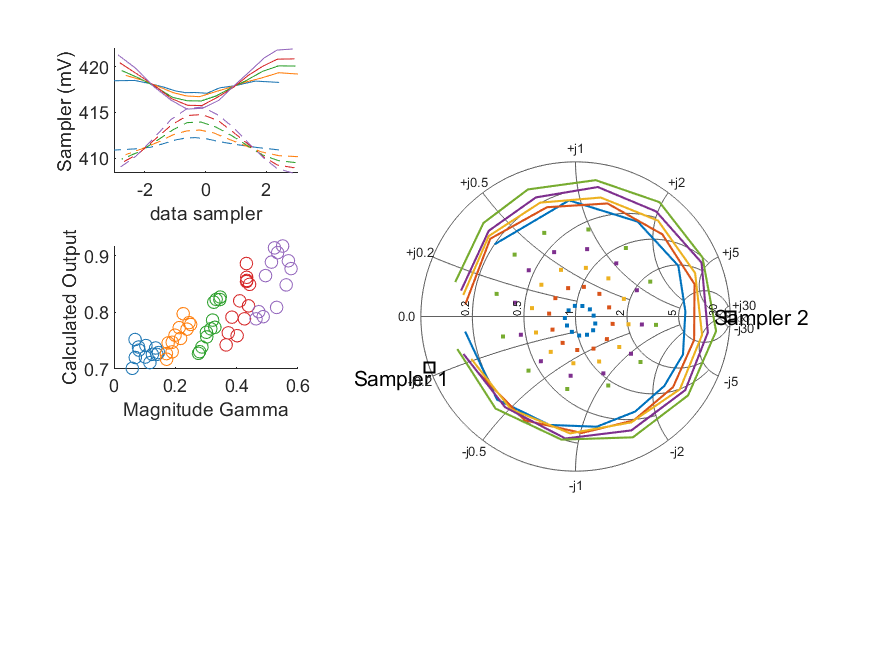 Sampler (mV)
420
415
410
-2 0 2
data sampler
Calculated Output
0.9
0.8
0.7
0 0.2 0.4 0.6
Magnitude Gamma
+j1
+j0.5
+j2
+j0.2
+j5
+j30
0.0
0.2
0.5
1
2
5
Sampler 2
-j30
Sampler 1
-j0.2
-j5
-j0.5
-j2
-j1